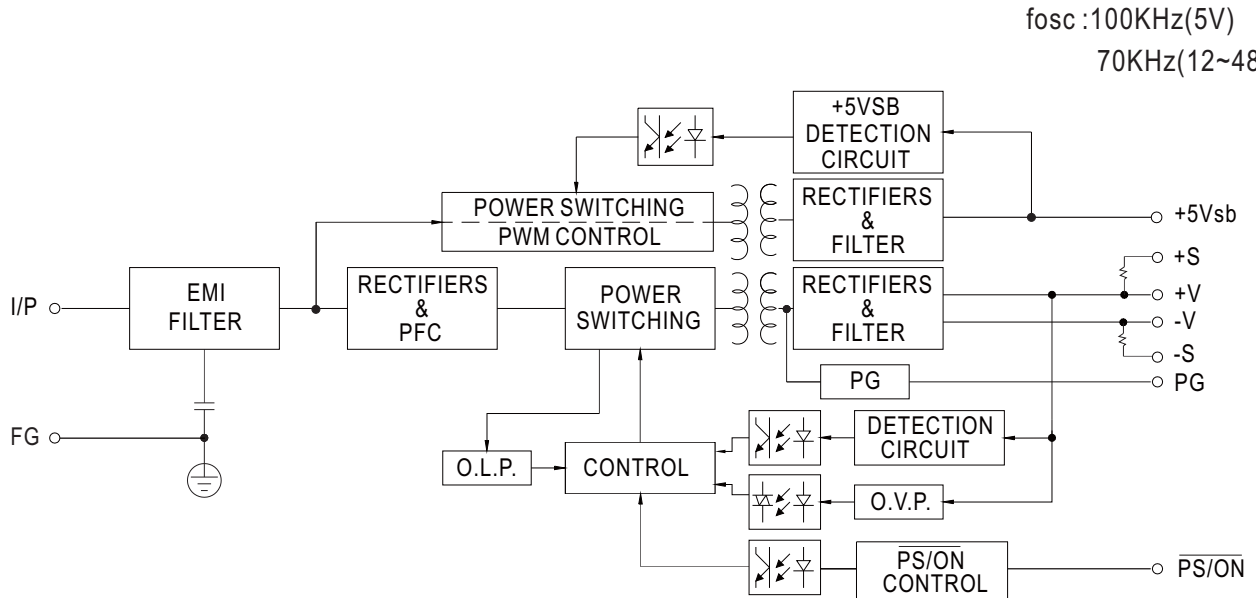 fosc :100KHz(5V)
70KHz(12~48
+5VSB
DETECTION
CIRCUIT
POWER SWITCHING
PWM CONTROL
RECTIFIERS
&
FILTER
+5Vsb
I/P
EMI
FILTER
RECTIFIERS
&
PFC
POWER
SWITCHING
RECTIFIERS
&
FILTER
+S
+V
-V
-S
PG
PG
FG
O.L.P.
CONTROL
DETECTION
CIRCUIT
O.V.P.
PS/ON
CONTROL
PS/ON